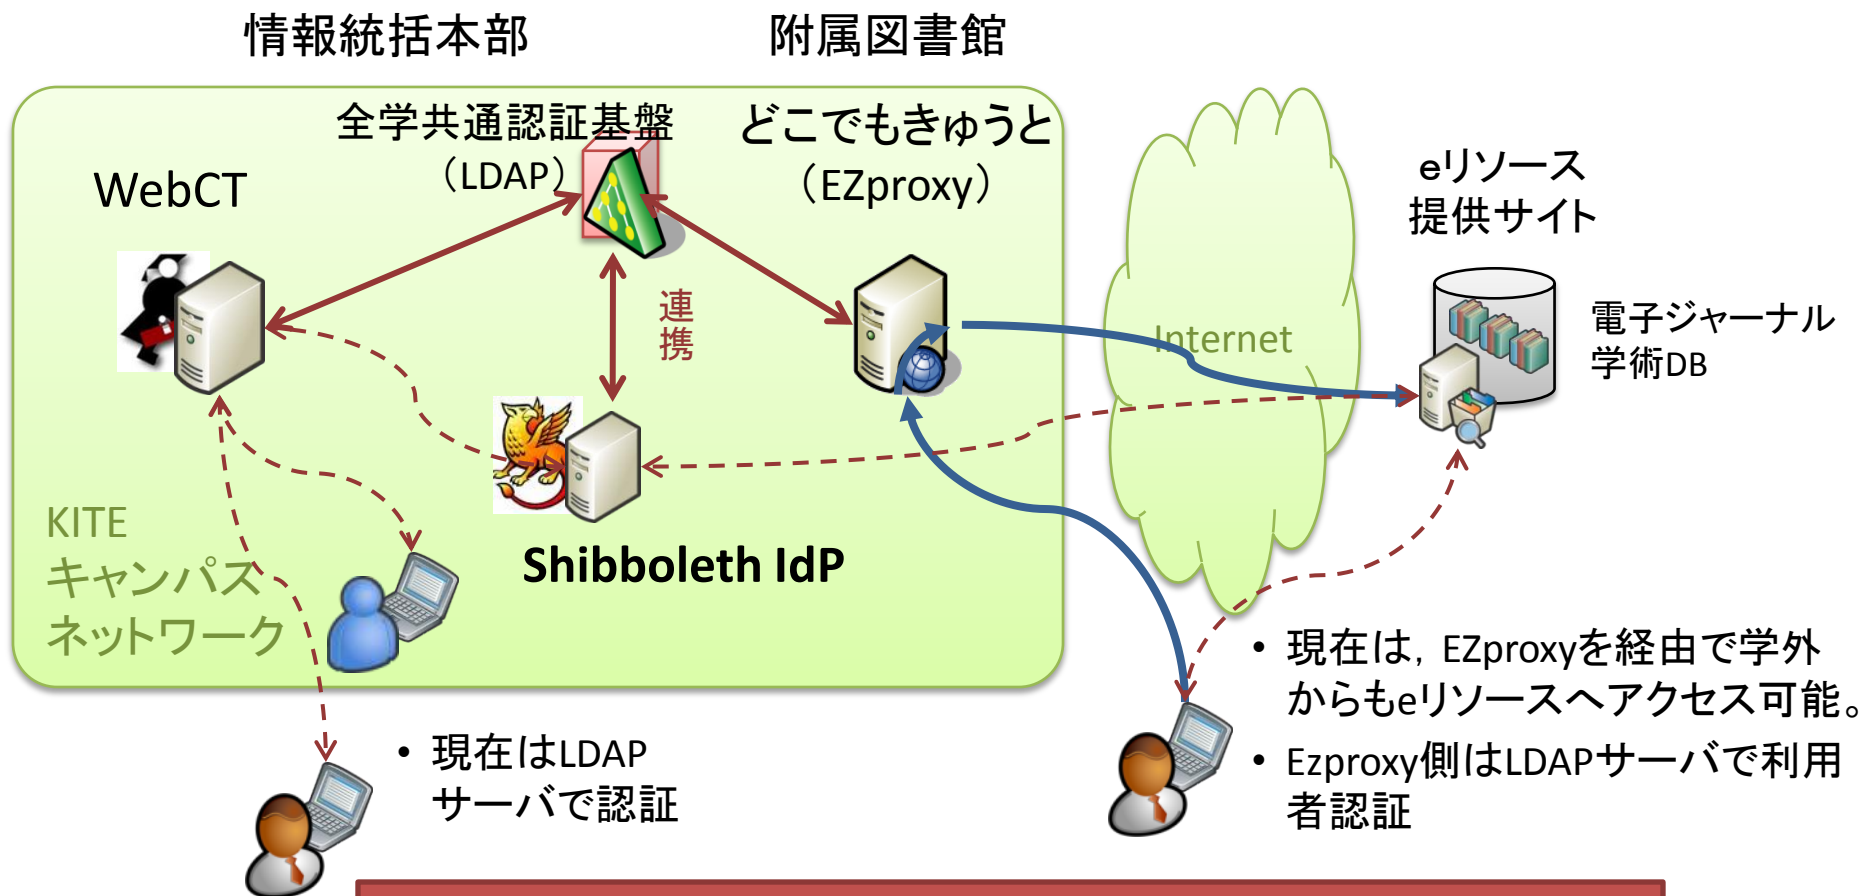 情報統括本部
附属図書館
全学共通認証基盤
（LDAP）
どこでもきゅうと
（EZproxy）
WebCT
eリソース
提供サイト
連
携
Internet
電子ジャーナル
学術DB
KITE
キャンパス
ネットワーク
Shibboleth IdP
• 現在はLDAP
サーバで認証
• 現在は，EZproxyを経由で学外
からもeリソースへアクセス可能。
• Ezproxy側はLDAPサーバで利用
者認証